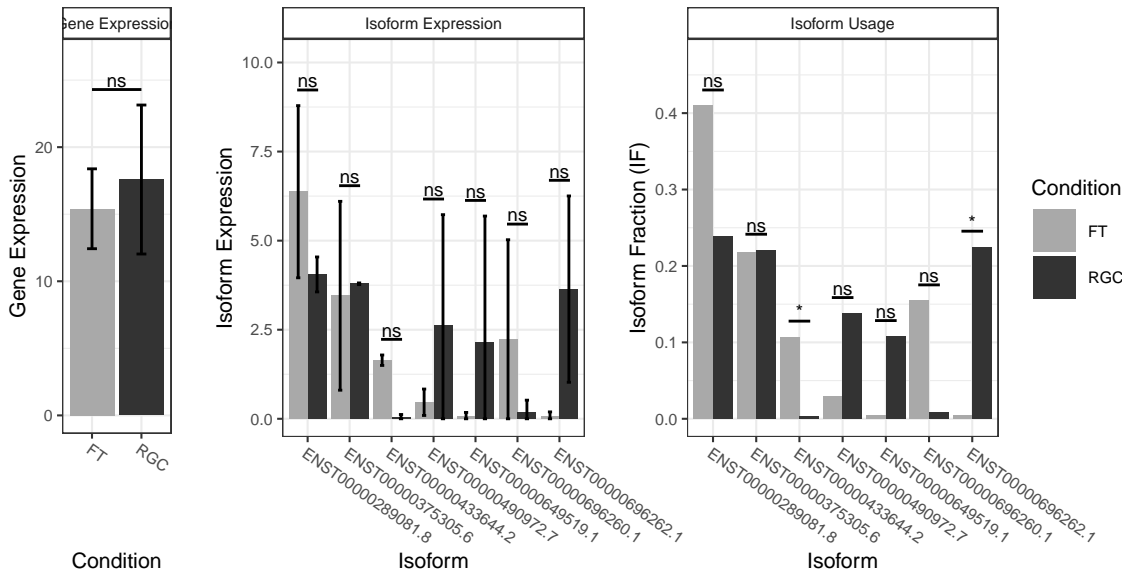 Gene Expression
Isoform Expression
Isoform Usage
Gene Expression
20
10
0
ns
FT
RGC
Condition
Isoform Expression
10.0
7.5
5.0
2.5
0.0
ns
ns
ns
ns
ns
ns
ns
ENST00000289081.8
ENST00000375305.6
ENST00000433644.2
ENST00000490972.7
ENST00000649519.1
ENST00000696260.1
ENST00000696262.1
Isoform
Isoform Fraction (IF)
0.4
0.3
0.2
0.1
0.0
ns
ns
*
ns
ns
ns
*
ENST00000289081.8
ENST00000375305.6
ENST00000433644.2
ENST00000490972.7
ENST00000649519.1
ENST00000696260.1
ENST00000696262.1
Isoform
Condition
FT
RGC